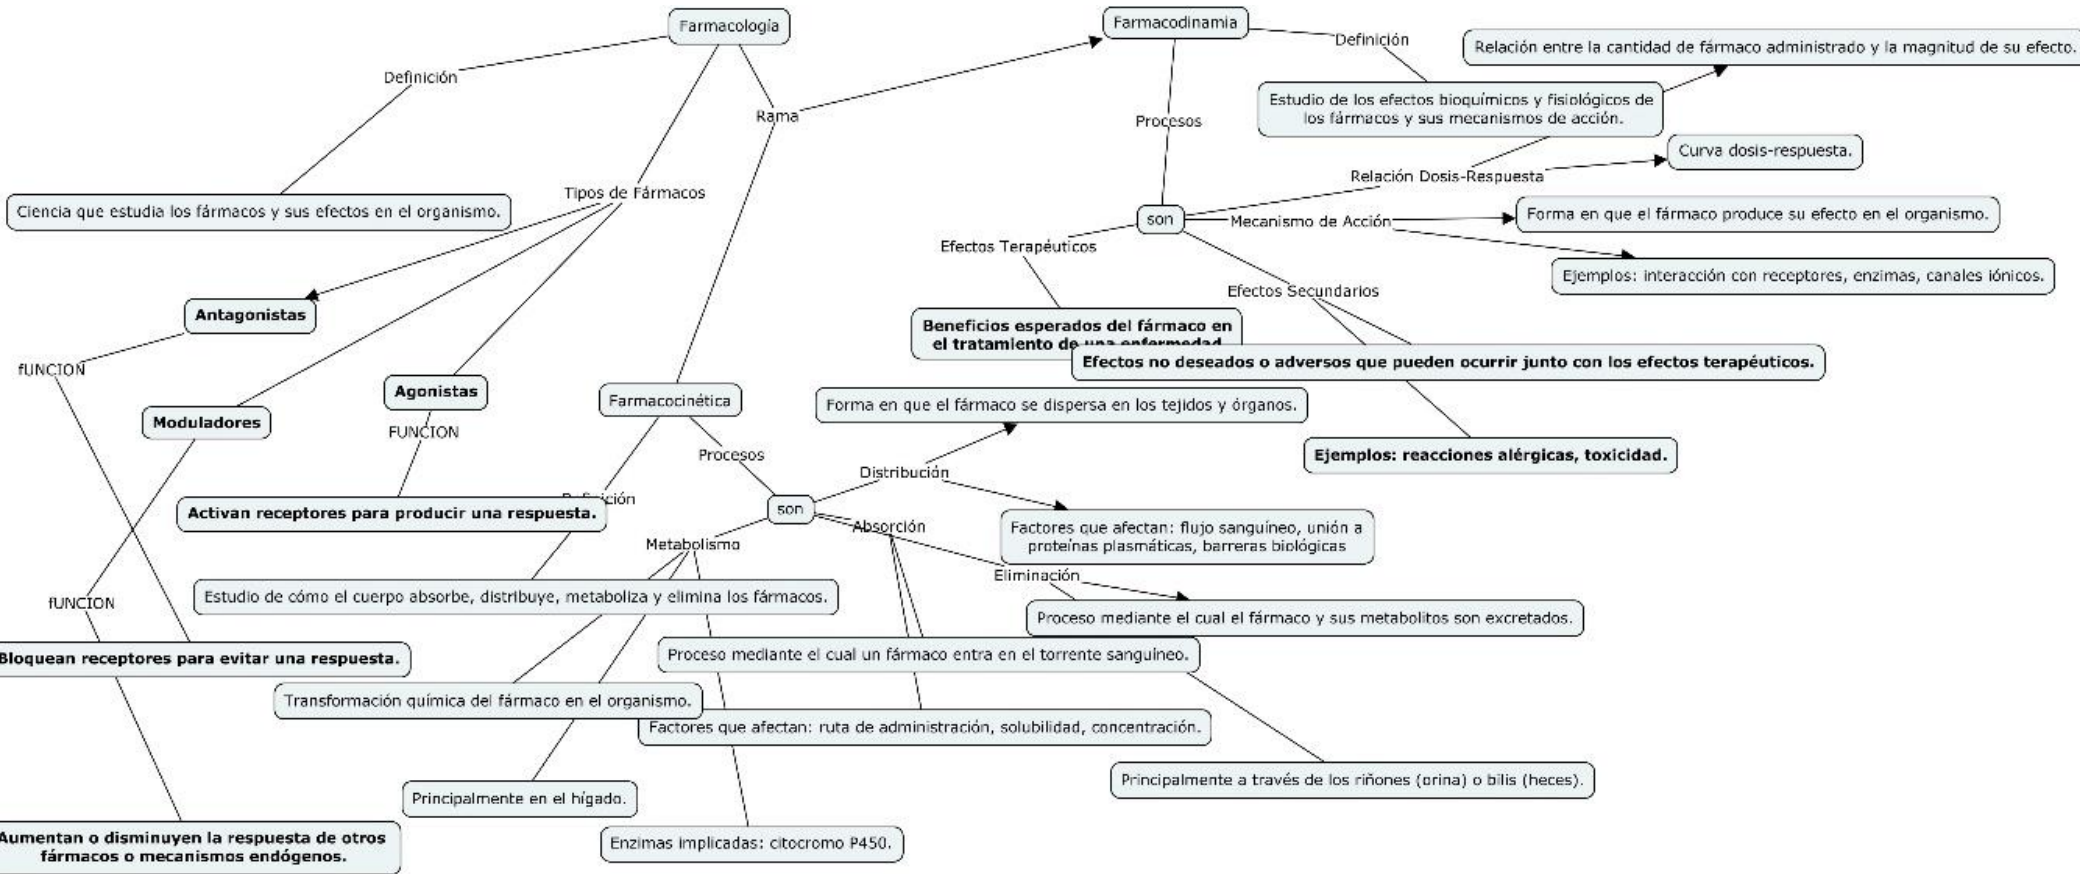 Farmacología
Farmacodinamia
Definición
Relación entre la cantidad de fármaco administrado y la magnitud de su efecto.
Definición
Estudio de los efectos bioquímicos y fisiológicos de
los fármacos y sus mecanismos de acción.
Rama
Procesos
Curva dosis-respuesta.
Relación Dosis-Respuesta
Tipos de Fármacos
Ciencia que estudia los fármacos y sus efectos en el organismo.
son
Mecanismo de Acción
Forma en que el fármaco produce su efecto en el organismo.
Efectos Terapéuticos
Ejemplos: interacción con receptores, enzimas, canales iónicos.
Efectos Secundarios
Antagonistas
Beneficios esperados del fármaco en
el tratamiento de una enfermedad
Efectos no deseados o adversos que pueden ocurrir junto con los efectos terapéuticos.
fUNCION
Agonistas
Farmacocinética
Forma en que el fármaco se dispersa en los tejidos y órganos.
Moduladores
FUNCION
Procesos
Ejemplos: reacciones alérgicas, toxicidad.
Distribución
Definición
Activan receptores para producir una respuesta.
son
Absorción
Factores que afectan: flujo sanguíneo, unión a
proteínas plasmáticas, barreras biológicas
Metabolismo
Eliminación
fUNCION
Estudio de cómo el cuerpo absorbe, distribuye, metaboliza y elimina los fármacos.
Proceso mediante el cual el fármaco y sus metabolitos son excretados.
Bloquean receptores para evitar una respuesta.
Proceso mediante el cual un fármaco entra en el torrente sanguíneo.
Transformación química del fármaco en el organismo.
Factores que afectan: ruta de administración, solubilidad, concentración.
Principalmente a través de los riñones (orina) o bilis (heces).
Principalmente en el hígado.
Aumentan o disminuyen la respuesta de otros
fármacos o mecanismos endógenos.
Enzimas implicadas: citocromo P450.